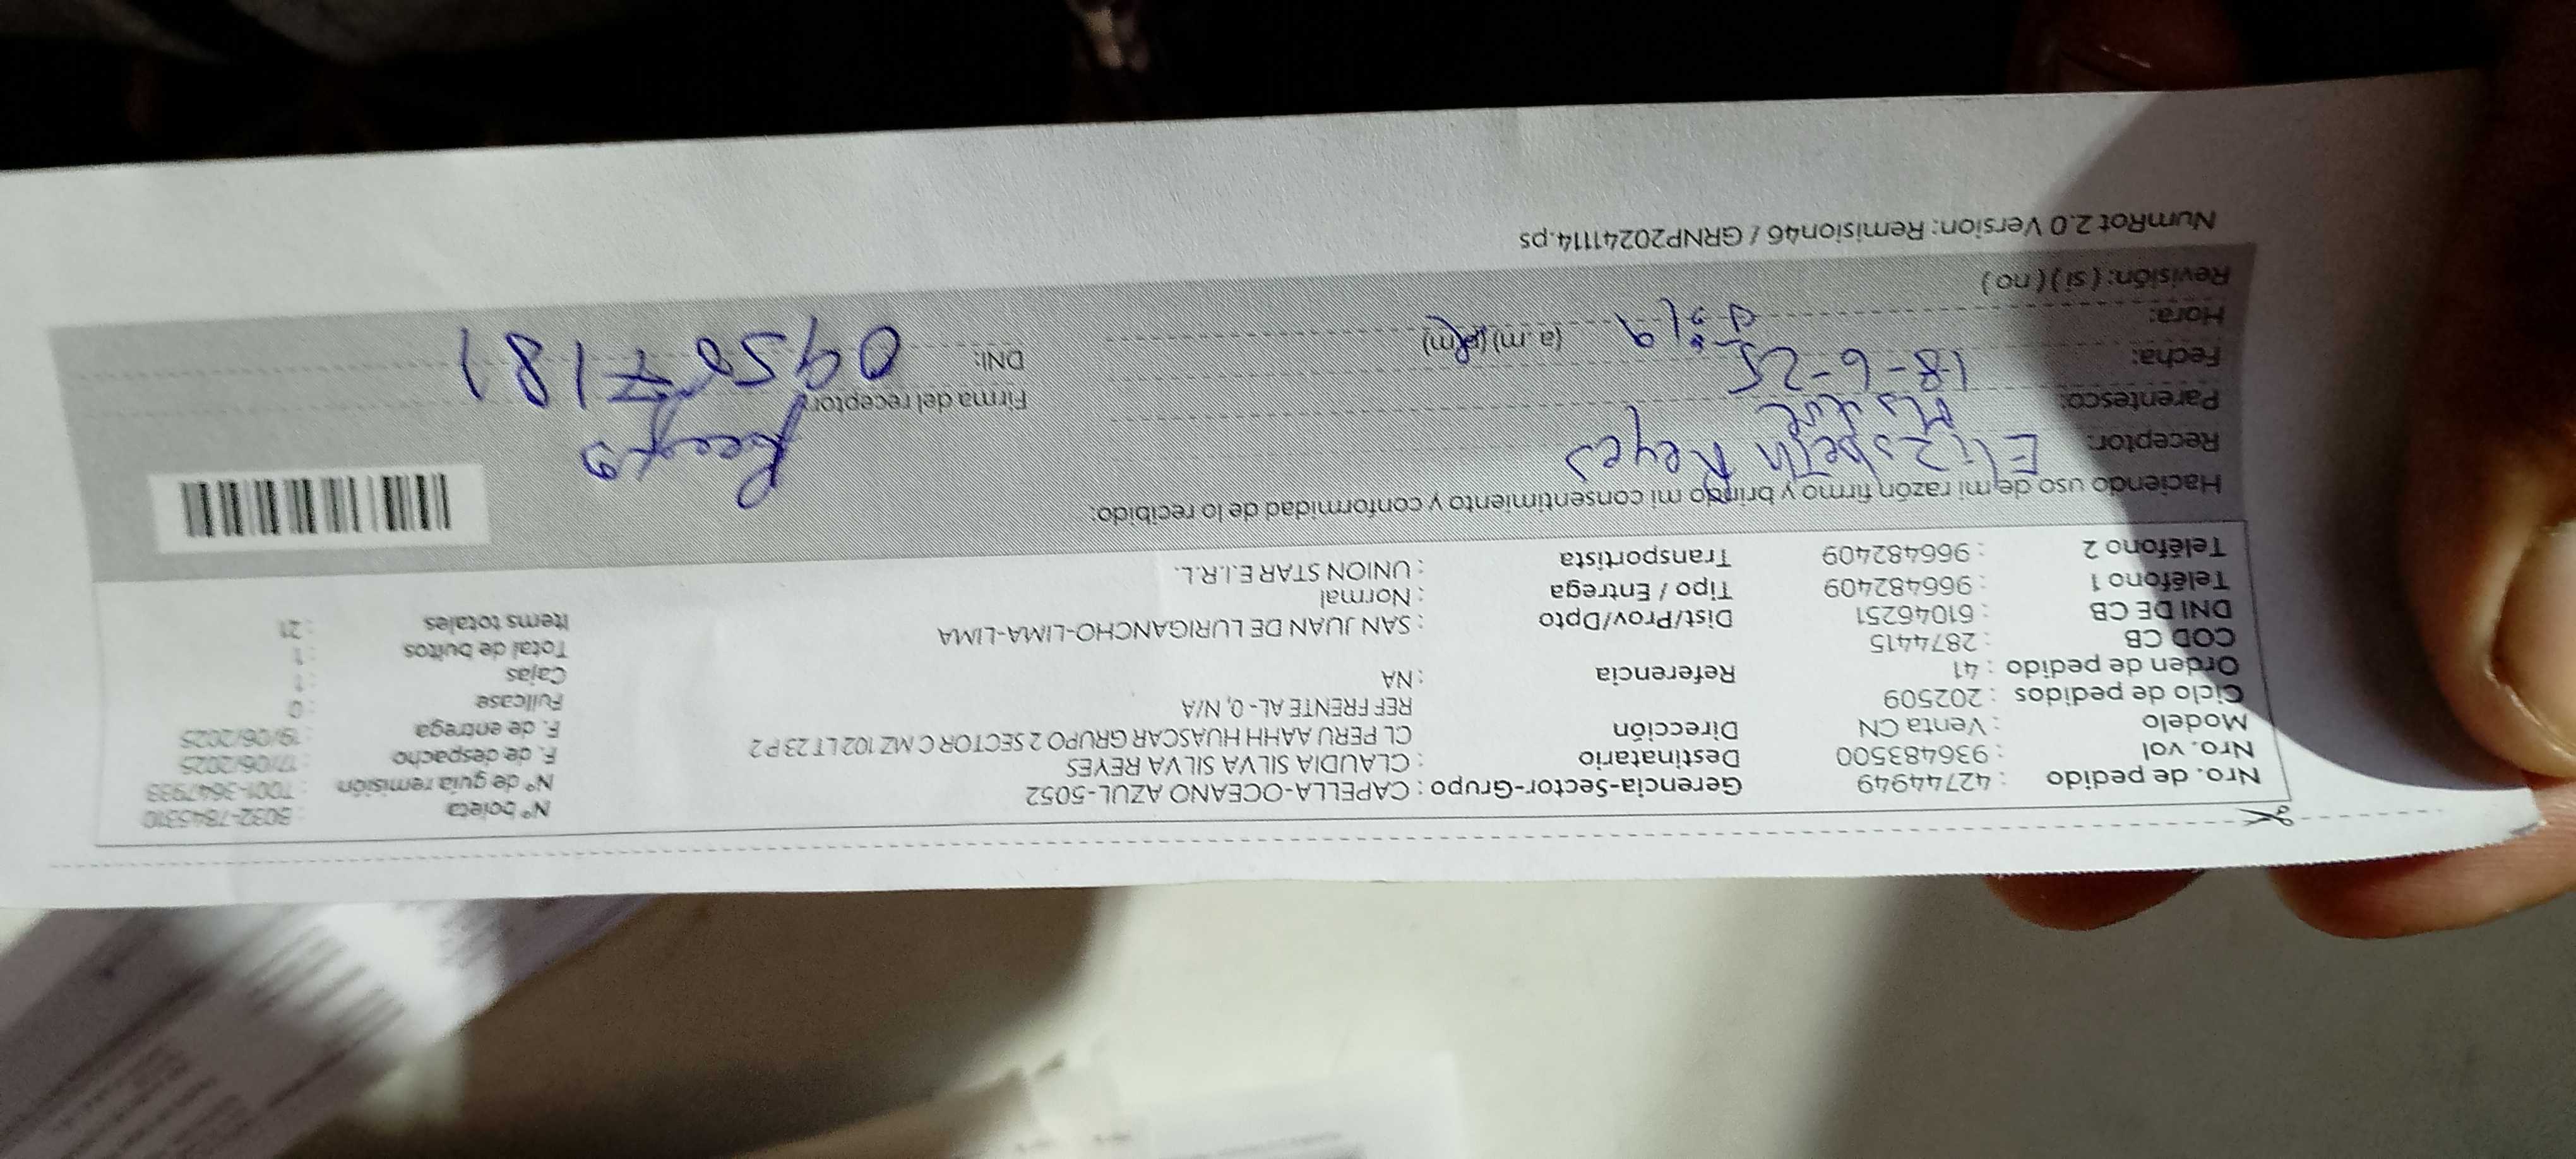 Nro. de pedido : 42744949 Gerencia-Sector-Grupo : CAPELLA-OCEANO AZUL-5052 Nº boleta : B032-78463310
Nro. vol : 936483500 Destinatario : CLAUDIA SILVA SILVA REYES Nº de guía remisión : T001-3647933
Modelo : Venta CN Dirección CL PERU AAHH HUASCAR GRUPO 2 SECTOR C MZ 102 LT 23 P 2 F. de despacho : 17/06/2025
Ciclo de pedidos : 202509 REF FRENTE AL- 0, N/A F. de entrega : 19/06/2025
Orden de pedido : 41 Referencia : NA Fullcase : 0
COD CB : 2874415 Cajas : 1
DNI DE CB : 61046251 Dist/Prov/Dpto : SAN JUAN DE LURIGANCHO-LIMA-LIMA Total de bultos : 1
Teléfono 1 : 966482409 Tipo / Entrega : Normal Items totales : 21
Teléfono 2 : 966482409 Transportista : UNION STAR E.I.R.L.
Haciendo uso de mi razón firmo y brindo mi consentimiento y conformidad de lo recibido:
Receptor: Elizabeth Reyes
Parentesco: Madre Firma del receptor
Fecha: 18-6-25 DNI: 09507181
Hora: (a.m) (p.m)
Revisión: ( si ) ( no )
NumRot 2.0 Version: Remision46 / GRNP20241114.ps